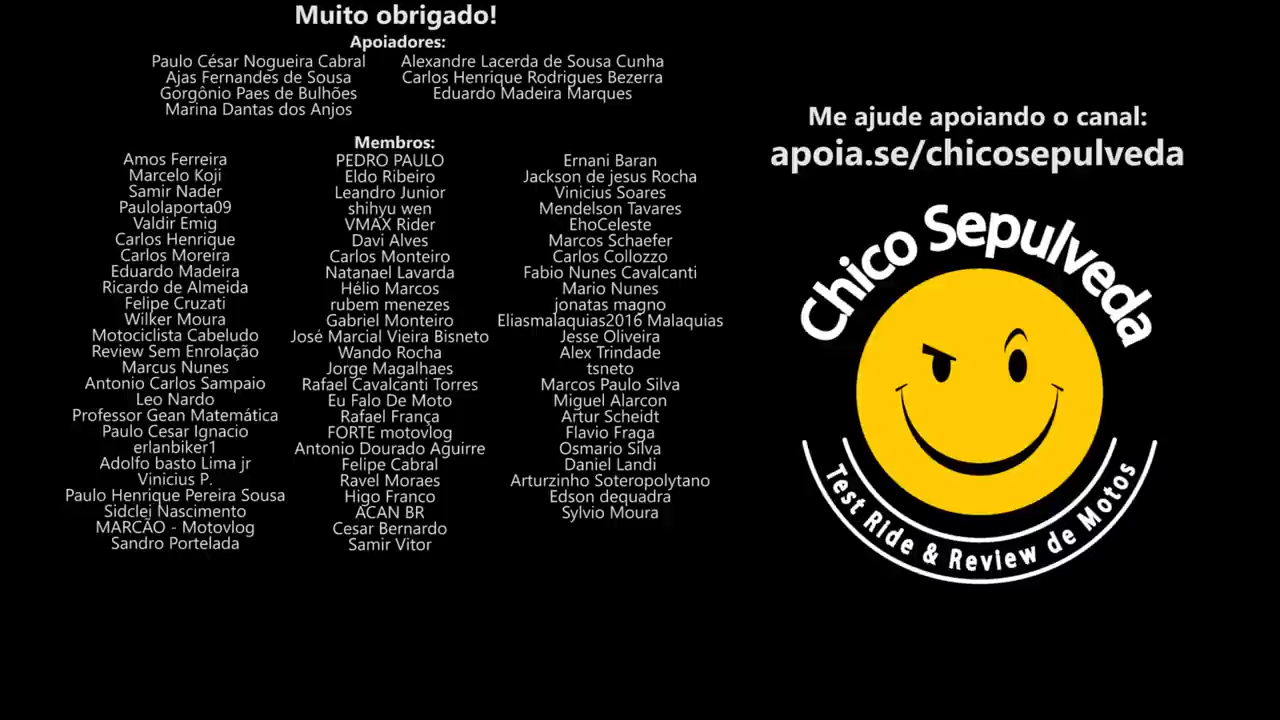 Muito obrigado!
Apoiadores:
Paulo César Nogueira Cabral
Ajas Fernandes de Sousa
Gorgônio Paes de Bulhões
Marina Dantas dos Anjos
Alexandre Lacerda de Sousa Cunha
Carlos Henrique Rodrigues Bezerra
Eduardo Madeira Marques
Membros:
Amos Ferreira
Marcelo Koji
Samir Nader
Paulolaporta09
Valdir Emig
Carlos Henrique
Carlos Moreira
Eduardo Madeira
Ricardo de Almeida
Felipe Cruzati
Wilker Moura
Motociclista Cabeludo
Review Sem Enrolação
Marcus Nunes
Antonio Carlos Sampaio
Leo Nardo
Professor Gean Matemática
Paulo Cesar Ignacio
erlanbiker1
Adolfo basto Lima jr
Vinicius P.
Paulo Henrique Pereira Sousa
Sidclei Nascimento
MARCÃO - Motovlog
Sandro Portelada
PEDRO PAULO
Eldo Ribeiro
Leandro Junior
shihyu wen
VMAX Rider
Davi Alves
Carlos Monteiro
Natanael Lavarda
Hélio Marcos
rubem menezes
Gabriel Monteiro
José Marcial Vieira Bisneto
Wando Rocha
Jorge Magalhaes
Rafael Cavalcanti Torres
Eu Falo De Moto
Rafael França
FORTE motovlog
Antonio Dourado Aguirre
Felipe Cabral
Ravel Moraes
Higo Franco
ACAN BR
Cesar Bernardo
Samir Vitor
Ernani Baran
Jackson de jesus Rocha
Vinicius Soares
Mendelson Tavares
EhoCeleste
Marcos Schaefer
Carlos Collozzo
Fabio Nunes Cavalcanti
Mario Nunes
jonatas magno
Eliasmalaquias2016 Malaquias
Jesse Oliveira
Alex Trindade
tsneto
Marcos Paulo Silva
Miguel Alarcon
Artur Scheidt
Flavio Fraga
Osmario Silva
Daniel Landi
Arturzinho Soteropolytano
Edson dequadra
Sylvio Moura
Me ajude apoiando o canal:
apoia.se/chicosepulveda
Chico Sepulveda
Test Ride & Review de Motos